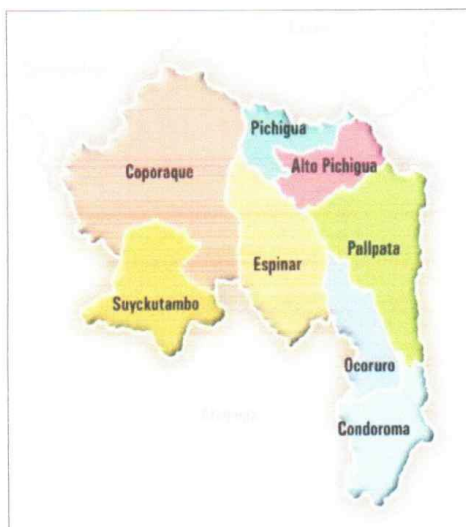 Pichigua
Alto Pichigua
Coporaque
Pallpata
Espinar
Suyckutambo
Ocoruro
Condoroma